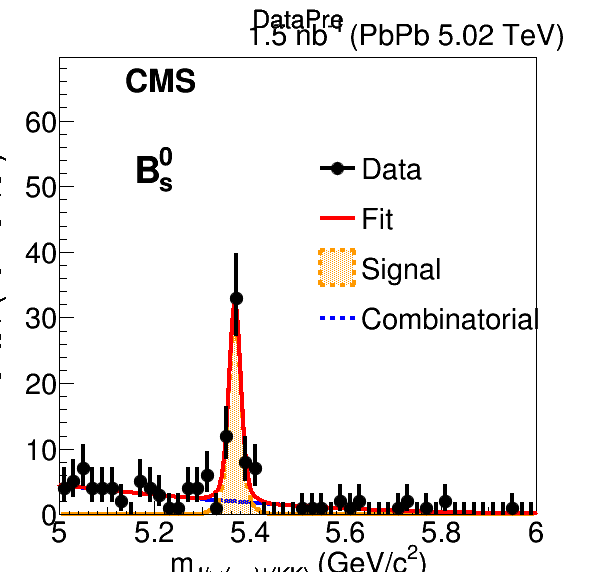 DataPre
1.5 nb⁻¹ (PbPb 5.02 TeV)
CMS
60
B⁰ₛ
Data
50
Fit
40
Signal
30
Combinatorial
20
10
0
5 5.2 5.4 5.6 5.8 6
m (GeV/c²)